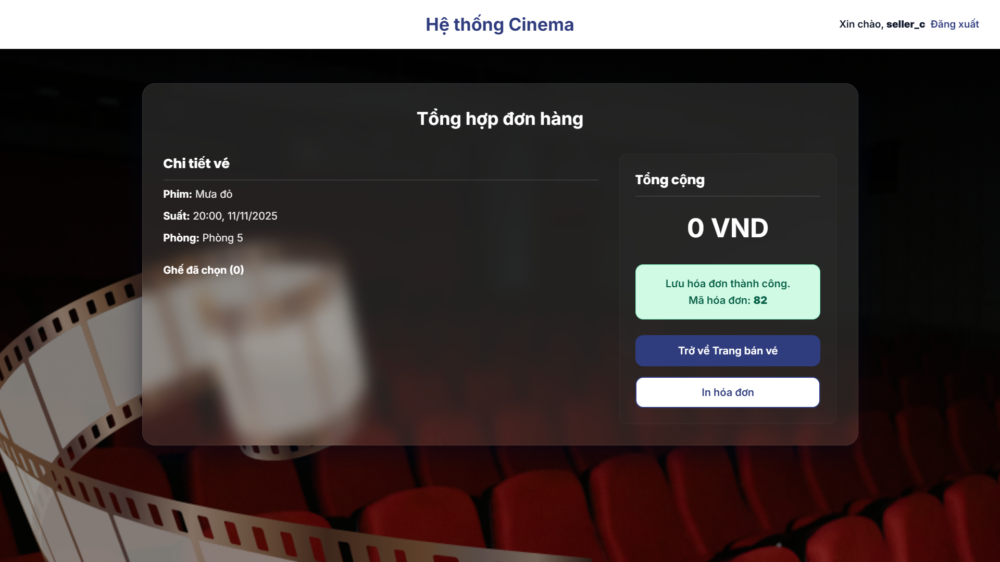 Hệ thống Cinema
Xin chào, seller_c Đăng xuất
Tổng hợp đơn hàng
Chi tiết vé
Phim: Mưa đỏ
Suất: 20:00, 11/11/2025
Phòng: Phòng 5
Ghế đã chọn (0)
Tổng cộng
0 VND
Lưu hóa đơn thành công.
Mã hóa đơn: 82
Trở về Trang bán vé
In hóa đơn